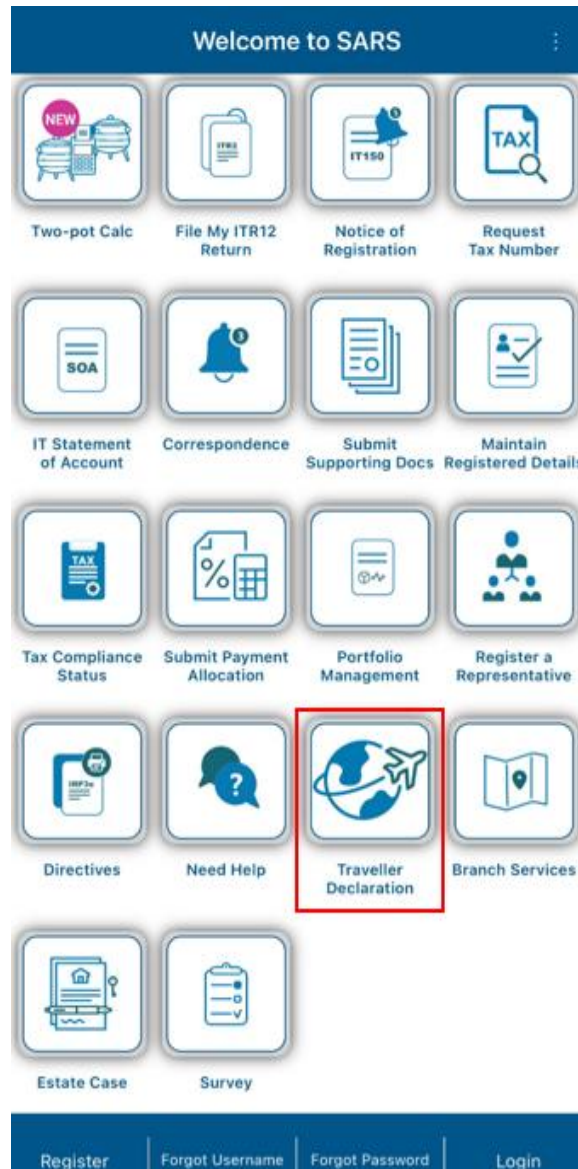 Welcome to SARS
NEW
IT150
TAX
Two-pot Calc
File My ITR12
Return
Notice of
Registration
Request
Tax Number
SOA
3
IT Statement
of Account
Correspondence
Submit
Supporting Docs
Maintain
Registered Details
TAX
%
Tax Compliance
Status
Submit Payment
Allocation
Portfolio
Management
Register a
Representative
?
Directives
Need Help
Traveller
Declaration
Branch Services
Estate Case
Survey
Register
Forgot Username
Forgot Password
Login